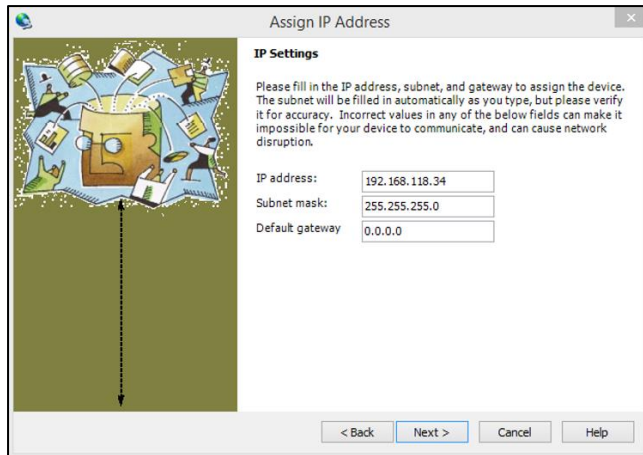 Assign IP Address
IP Settings
Please fill in the IP address, subnet, and gateway to assign the device.
The subnet will be filled in automatically as you type, but please verify
it for accuracy. Incorrect values in any of the below fields can make it
impossible for your device to communicate, and can cause network
disruption.
IP address: 192.168.118.34
Subnet mask: 255.255.255.0
Default gateway 0.0.0.0
< Back Next > Cancel Help